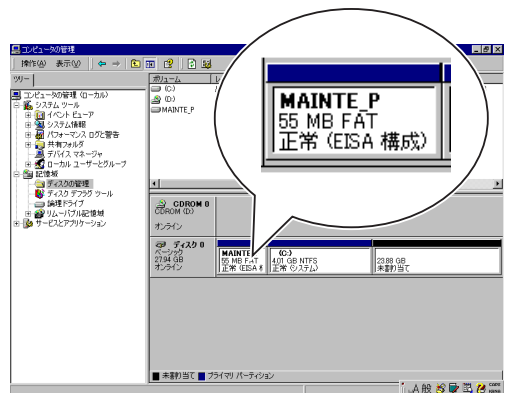 コンピュータの管理
操作(A) 表示(V)
ツリー
コンピュータの管理 (ローカル)
システム ツール
イベント ビューア
システム情報
パフォーマンス ログと警告
共有フォルダ
デバイス マネージャ
ローカル ユーザーとグループ
記憶域
ディスクの管理
ディスク デフラグ ツール
論理ドライブ
リムーバブル記憶域
サービスとアプリケーション
ボリューム
(C:)
(D:)
MAINTE_P
MAINTE_P
55 MB FAT
正常 (EISA 構成)
CDROM 0
CDROM (D:)
オンライン
ディスク 0
ベーシック
27.94 GB
オンライン
MAINTE
55 MB FAT
正常 (EISA
(C:)
4.01 GB NTFS
正常 (システム)
23.88 GB
未割り当て
未割り当て プライマリ パーティション
A 般 CAPS
KANA